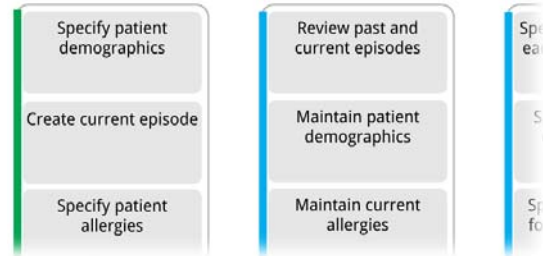 Specify patient
demographics
Create current episode
Specify patient
allergies
Review past and
current episodes
Maintain patient
demographics
Maintain current
allergies